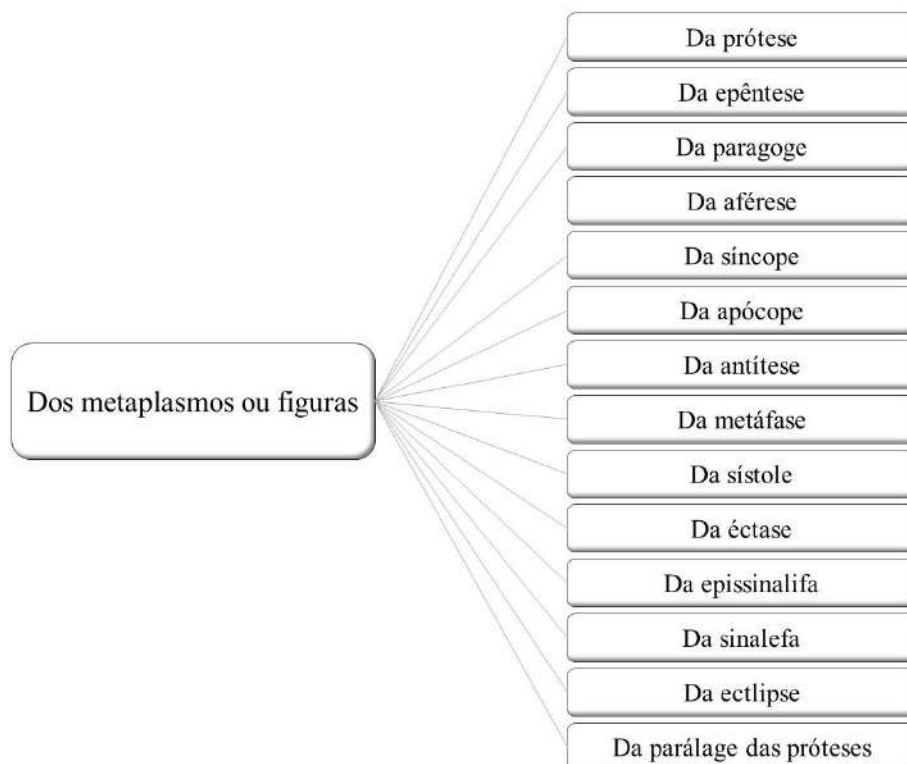 Da prótese
Da epêntese
Da paragoge
Da aférese
Da síncope
Da apócope
Dos metaplasmos ou figuras
Da antítese
Da metáfase
Da sístole
Da éctase
Da epissinalifa
Da sinalefa
Da ectlipse
Da parálage das próteses